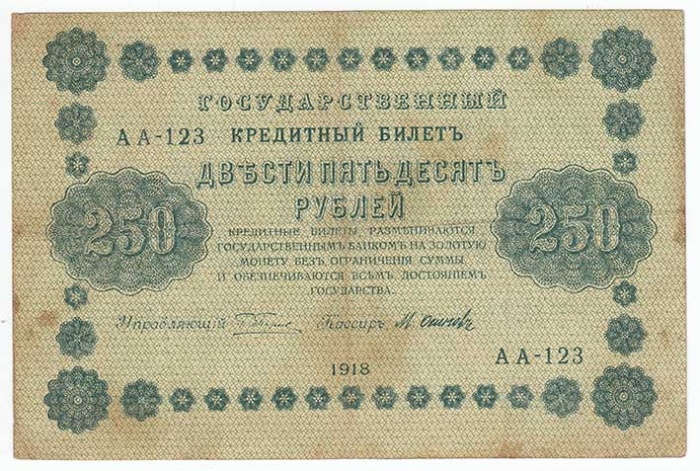 ГОСУДАРСТВЕННЫЙ
АА-123 КРЕДИТНЫЙ БИЛЕТЪ
ДВѢСТИ ПЯТЬДЕСЯТЪ
РУБЛЕЙ
250
250
КРЕДИТНЫЕ БИЛЕТЫ РАЗМѢНИВАЮТСЯ
ГОСУДАРСТВЕННЫМЪ БАНКОМЪ НА ЗОЛОТУЮ
МОНЕТУ БЕЗЪ ОГРАНИЧЕНІЯ СУММЫ
И ОБЕЗПЕЧИВАЮТСЯ ВСѢМЪ ДОСТОЯНІЕМЪ
ГОСУДАРСТВА.
Управляющій Кассиръ
АА-123
1918